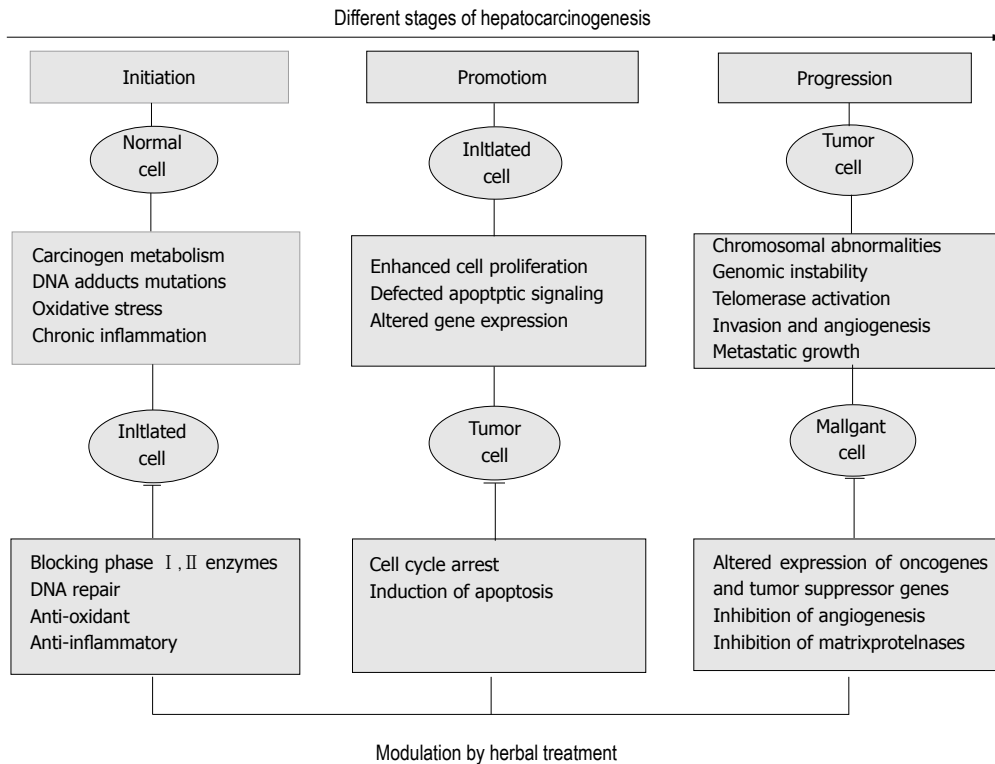 Different stages of hepatocarcinogenesis
Initiation
Normal
cell
Carcinogen metabolism
DNA adducts mutations
Oxidative stress
Chronic inflammation
Inltlated
cell
Blocking phase Ⅰ, Ⅱ enzymes
DNA repair
Anti-oxidant
Anti-inflammatory
Promotiom
Inltlated
cell
Enhanced cell proliferation
Defected apoptptic signaling
Altered gene expression
Tumor
cell
Cell cycle arrest
Induction of apoptosis
Progression
Tumor
cell
Chromosomal abnormalities
Genomic instability
Telomerase activation
Invasion and angiogenesis
Metastatic growth
Mallgant
cell
Altered expression of oncogenes
and tumor suppressor genes
Inhibition of angiogenesis
Inhibition of matrixprotelnases
Modulation by herbal treatment